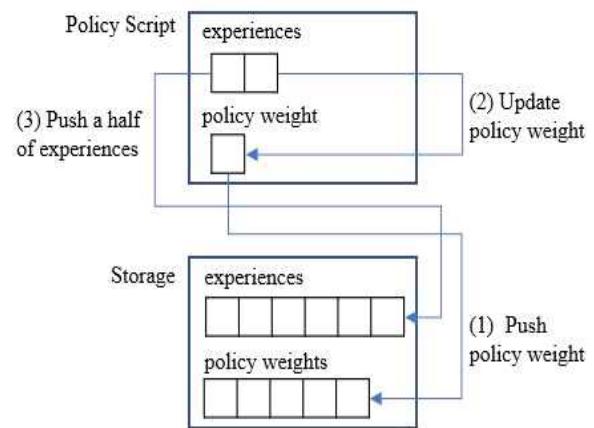 Policy Script
experiences
(3) Push a half
of experiences
policy weight
(2) Update
policy weight
Storage
experiences
(1) Push
policy weight
policy weights